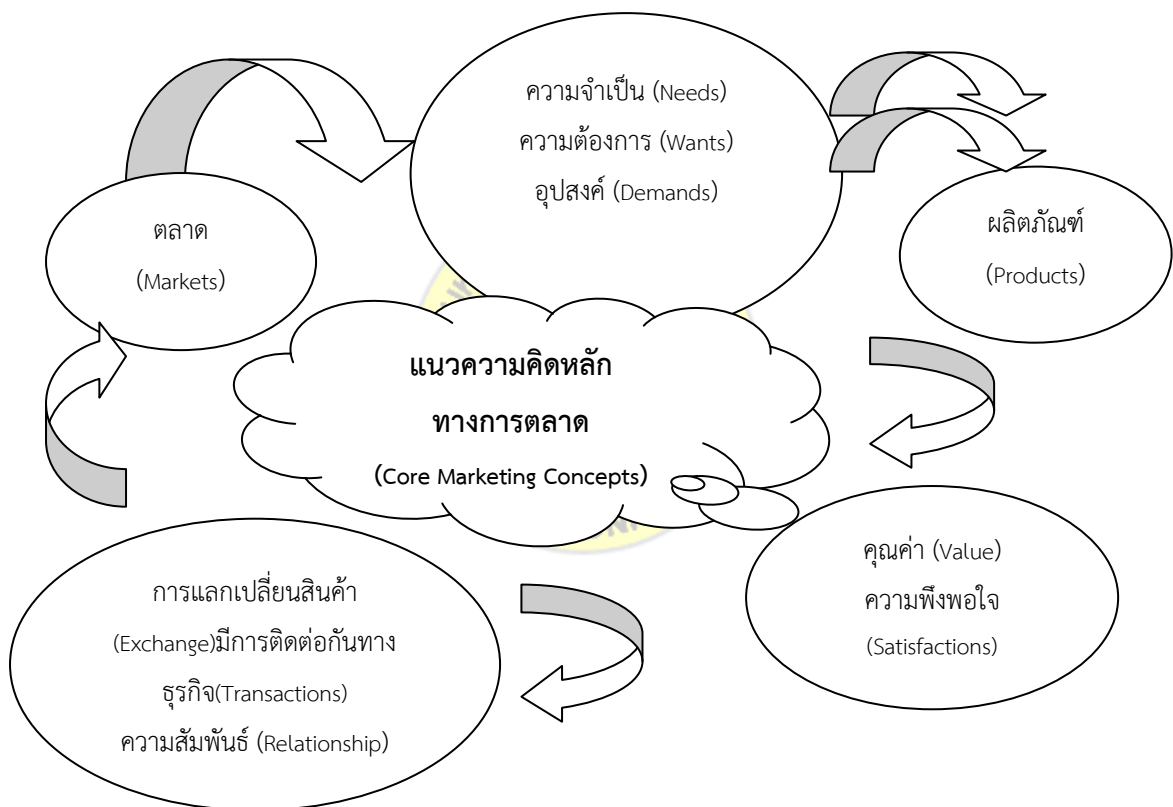 ความจำเป็น (Needs)
ความต้องการ (Wants)
อุปสงค์ (Demands)
ตลาด
(Markets)
ผลิตภัณฑ์
(Products)
แนวความคิดหลัก
ทางการตลาด
(Core Marketing Concepts)
คุณค่า (Value)
ความพึงพอใจ
(Satisfactions)
การแลกเปลี่ยนสินค้า
(Exchange)มีการติดต่อกันทาง
ธุรกิจ(Transactions)
ความสัมพันธ์ (Relationship)